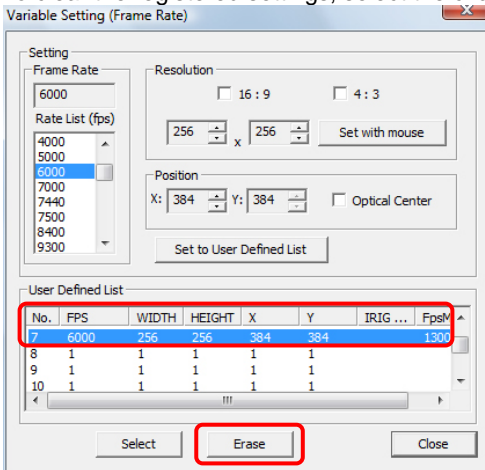 Variable Setting (Frame Rate)
Setting
Frame Rate
6000
Rate List (fps)
4000
5000
6000
7000
7440
7500
8400
9300
Resolution
16 : 9 4 : 3
256 x 256 Set with mouse
Position
X: 384 Y: 384 Optical Center
Set to User Defined List
User Defined List
No. FPS WIDTH HEIGHT X Y IRIG ... FpsM
7 6000 256 256 384 384 1300
8 1 1 1 1 1
9 1 1 1 1 1
10 1 1 1 1 1
Select Erase Close